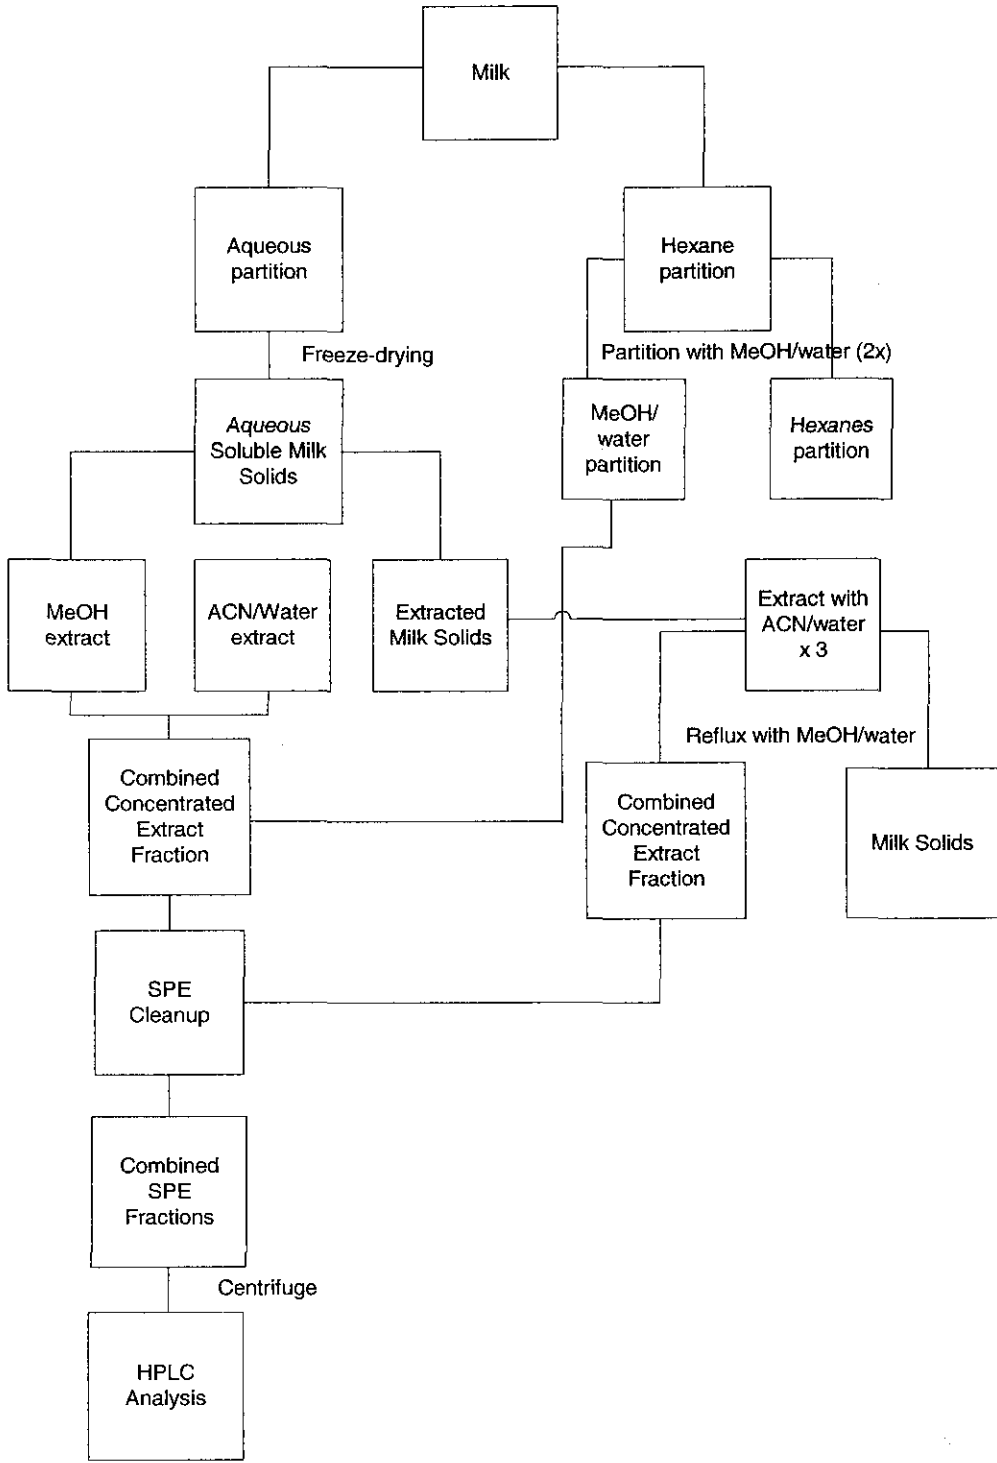 Milk
Aqueous
partition
Hexane
partition
Freeze-drying
Partition with MeOH/water (2x)
Aqueous
Soluble Milk
Solids
MeOH/
water
partition
Hexanes
partition
MeOH
extract
ACN/Water
extract
Extracted
Milk Solids
Extract with
ACN/water
x 3
Reflux with MeOH/water
Combined
Concentrated
Extract
Fraction
Combined
Concentrated
Extract
Fraction
Milk Solids
SPE
Cleanup
Combined
SPE
Fractions
Centrifuge
HPLC
Analysis